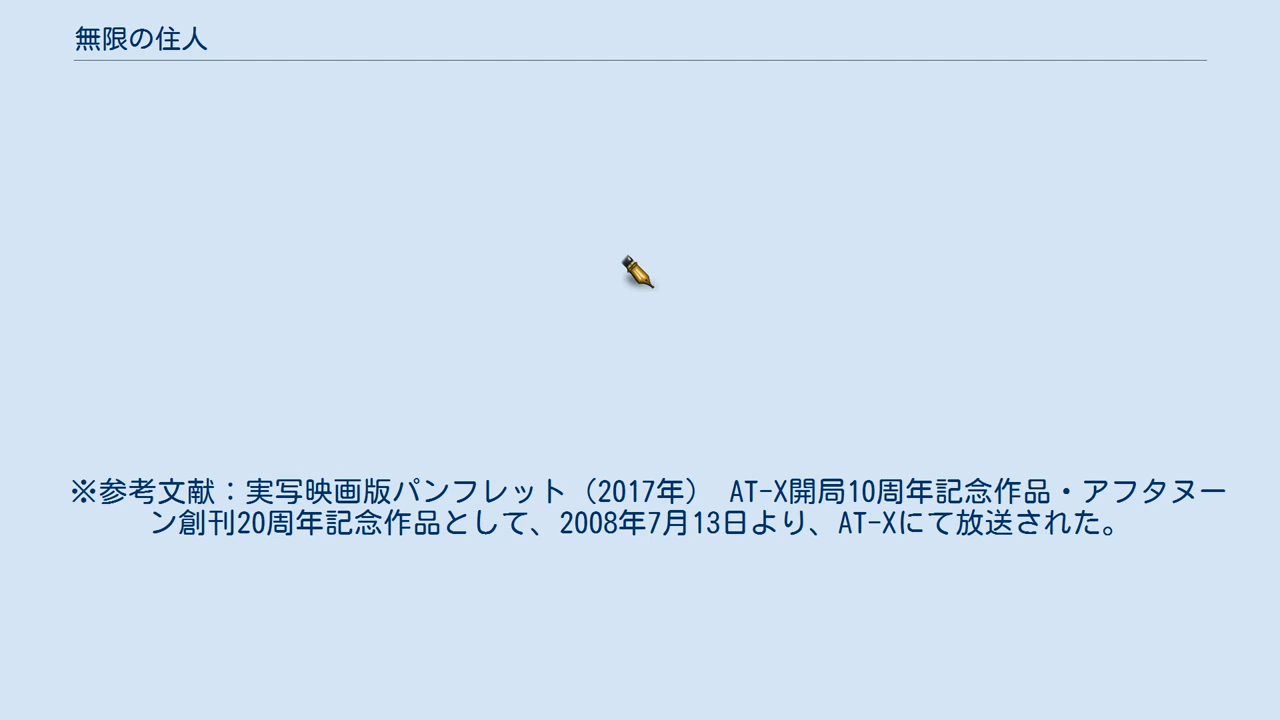 無限の住人
※参考文献：実写映画版パンフレット（2017年） AT-X開局10周年記念作品・アフタヌー
ン創刊20周年記念作品として、2008年7月13日より、AT-Xにて放送された。